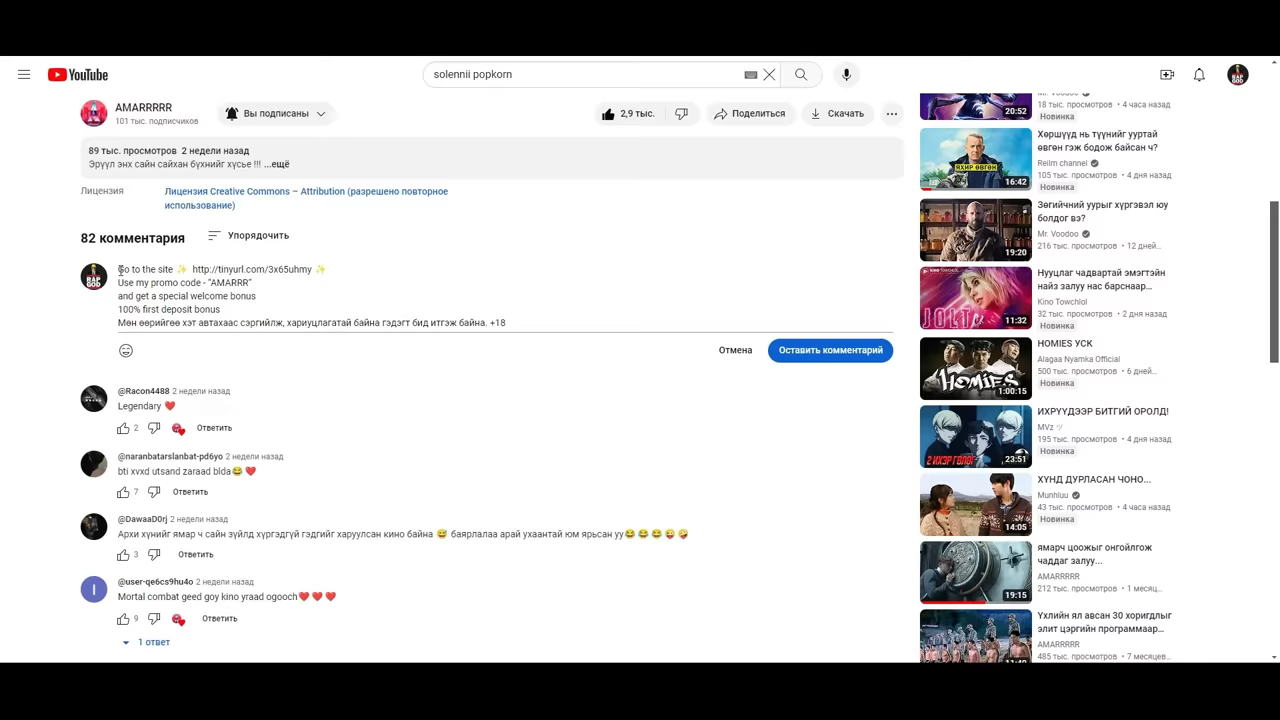 YouTube
solennii popkorn
AMARRRRR
101 тыс. подписчиков
Вы подписаны
2,9 тыс.
Поделиться
Скачать
89 тыс. просмотров 2 недели назад
Эрүүл энх сайн сайхан бүхнийг хүсье !!! ...ещё
Лицензия
Лицензия Creative Commons – Attribution (разрешено повторное
использование)
82 комментария
Упорядочить
RAP
GOD
Go to the site ✨ http://tinyurl.com/3x65uhmy ✨
Use my promo code - "AMARRR"
and get a special welcome bonus
100% first deposit bonus
Мөн өөрийгөө хэт автахаас сэргийлж, хариуцлагатай байна гэдэгт бид итгэж байна. +18
Отмена
Оставить комментарий
@Racon4488 2 недели назад
Legendary ❤️
2
Ответить
@naranbatarslanbat-pd6yo 2 недели назад
bti xvxd utsand zaraad blda😂❤️
7
Ответить
@DawaaD0rj 2 недели назад
Архи хүнийг ямар ч сайн зүйлд хүргэдгүй гэдгийг харуулсан кино байна 😅 баярлалаа арай ухаантай юм ярьсан уу😂😂😂😜🤪
3
Ответить
I
@user-qe6cs9hu4o 2 недели назад
Mortal combat geed goy kino yraad ogooch❤️❤️❤️
9
Ответить
1 ответ
20:52
18 тыс. просмотров • 4 часа назад
Новинка
ЯХИР ӨВГӨН
16:42
Хөршүүд нь түүнийг ууртай
өвгөн гэж бодож байсан ч?
Reilm channel
105 тыс. просмотров • 4 дня назад
Новинка
19:20
Зөгийчний уурыг хүргэвэл юу
болдог вэ?
Mr. Voodoo
216 тыс. просмотров • 12 дней…
JOLT
11:32
Нууцлаг чадвартай эмэгтэйн
найз залуу нас барснаар…
Kino Towchlol
32 тыс. просмотров • 2 дня назад
Новинка
HOMIES
1:00:15
HOMIES УСК
Alagaa Nyamka Official
500 тыс. просмотров • 6 дней…
Новинка
2 ИХЭР ГӨЛӨГ
23:51
ИХРҮҮДЭЭР БИТГИЙ ОРОЛД!
MVz ツ
195 тыс. просмотров • 4 дня назад
Новинка
14:05
ХҮНД ДУРЛАСАН ЧОНО...
Munhluu
43 тыс. просмотров • 4 часа назад
Новинка
19:15
ямарч цоожыг онгойлгож
чаддаг залуу...
AMARRRRR
212 тыс. просмотров • 1 месяц…
Үхлийн ял авсан 30 хоригдлыг
элит цэргийн программаар…
AMARRRRR
485 тыс. просмотров • 7 месяцев…